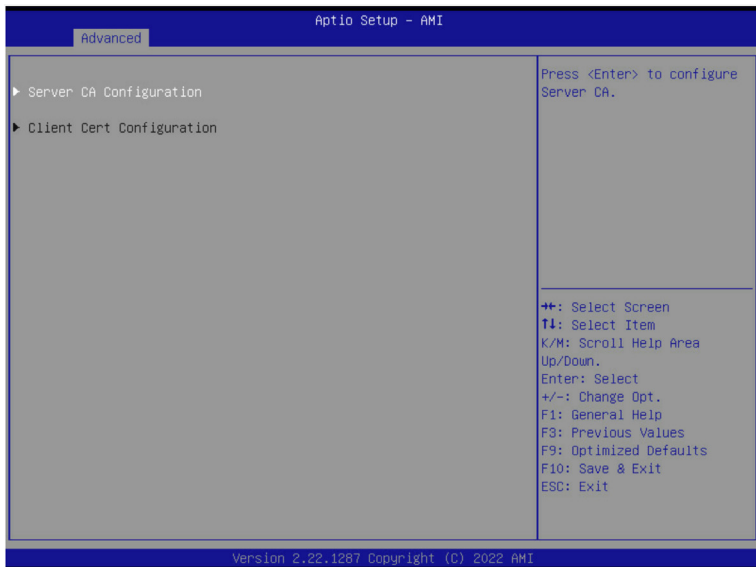 Aptio Setup – AMI
Advanced
▶ Server CA Configuration
▶ Client Cert Configuration
Press <Enter> to configure
Server CA.
→←: Select Screen
↑↓: Select Item
K/M: Scroll Help Area
Up/Down.
Enter: Select
+/-: Change Opt.
F1: General Help
F3: Previous Values
F9: Optimized Defaults
F10: Save & Exit
ESC: Exit
Version 2.22.1287 Copyright (C) 2022 AMI